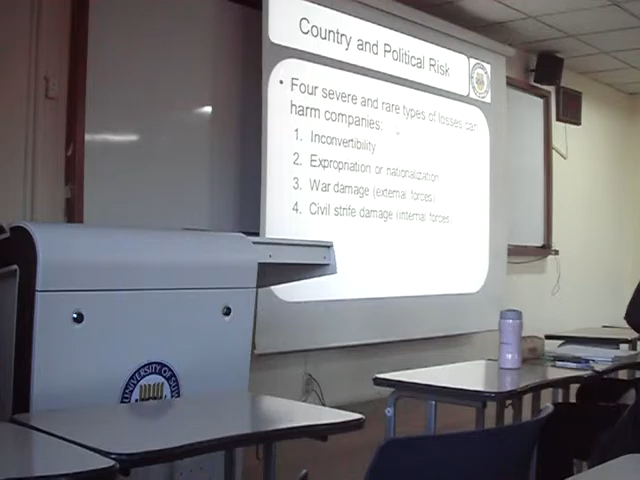 Country and Political Risk
• Four severe and rare types of losses can
harm companies:
1. Inconvertibility
2. Expropriation or nationalization
3. War damage (external forces)
4. Civil strife damage (internal forces)
UNIVERSITY OF